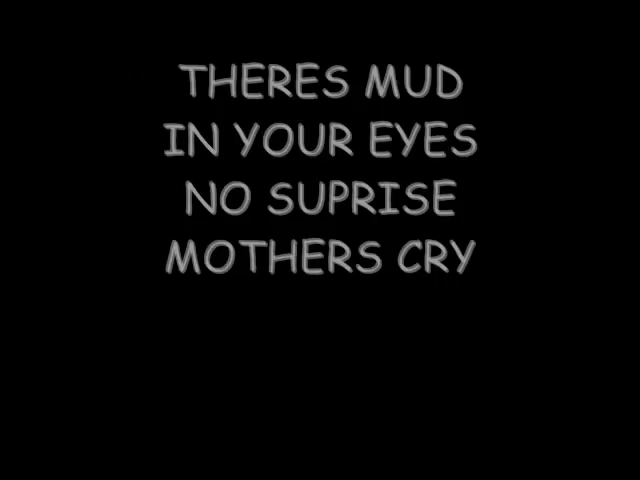 THERES MUD
IN YOUR EYES
NO SUPRISE
MOTHERS CRY